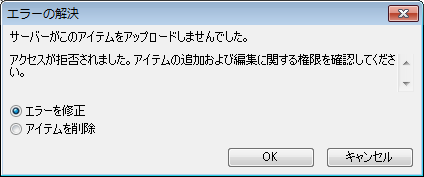 エラーの解決
サーバーがこのアイテムをアップロードしませんでした。
アクセスが拒否されました。アイテムの追加および編集に関する権限を確認してくださ
い。
エラーを修正
アイテムを削除
OK
キャンセル